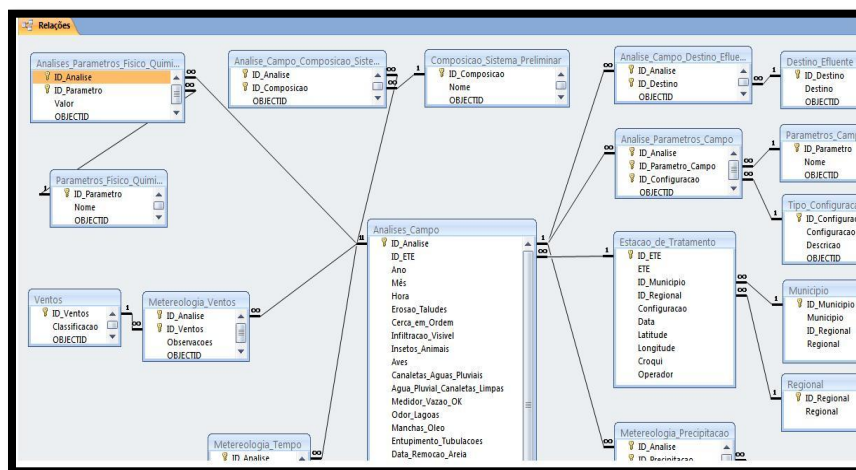 Relações
Analises_Parametros_Fisico_Quimi...
ID_Analise
ID_Parametro
Valor
OBJECTID
Analise_Campo_Composicao_Siste...
ID_Analise
ID_Composicao
OBJECTID
Composicao_Sistema_Preliminar
ID_Composicao
Nome
OBJECTID
Analise_Campo_Destino_Eflue...
ID_Analise
ID_Destino
OBJECTID
Destino_Efluente
ID_Destino
Destino
OBJECTID
Parametros_Fisico_Quimi...
ID_Parametro
Nome
OBJECTID
Analise_Parametros_Campo
ID_Analise
ID_Parametro_Campo
ID_Configuracao
OBJECTID
Parametros_Camp
ID_Parametro
Nome
OBJECTID
Tipo_Configuraca
ID_Configurac
Configuracao
Descricao
OBJECTID
Analises_Campo
ID_Analise
ID_ETE
Ano
Mês
Hora
Erosao_Taludes
Cerca_em_Ordem
Infiltracao_Visivel
Insetos_Animais
Aves
Canaletas_Aguas_Pluviais
Agua_Pluvial_Canaletas_Limpas
Medidor_Vazao_OK
Odor_Lagoas
Manchas_Oleo
Entupimento_Tubulacoes
Data_Remocao_Areia
Estacao_de_Tratamento
ID_ETE
ETE
ID_Municipio
ID_Regional
Configuracao
Data
Latitude
Longitude
Croqui
Operador
Municipio
ID_Municipio
Municipio
ID_Regional
Regional
Regional
ID_Regional
Regional
Ventos
ID_Ventos
Classificacao
OBJECTID
Metereologia_Ventos
ID_Analise
ID_Ventos
Observacoes
OBJECTID
Metereologia_Tempo
ID_Analise
Metereologia_Precipitacao
ID_Analise
ID_Precipitacao